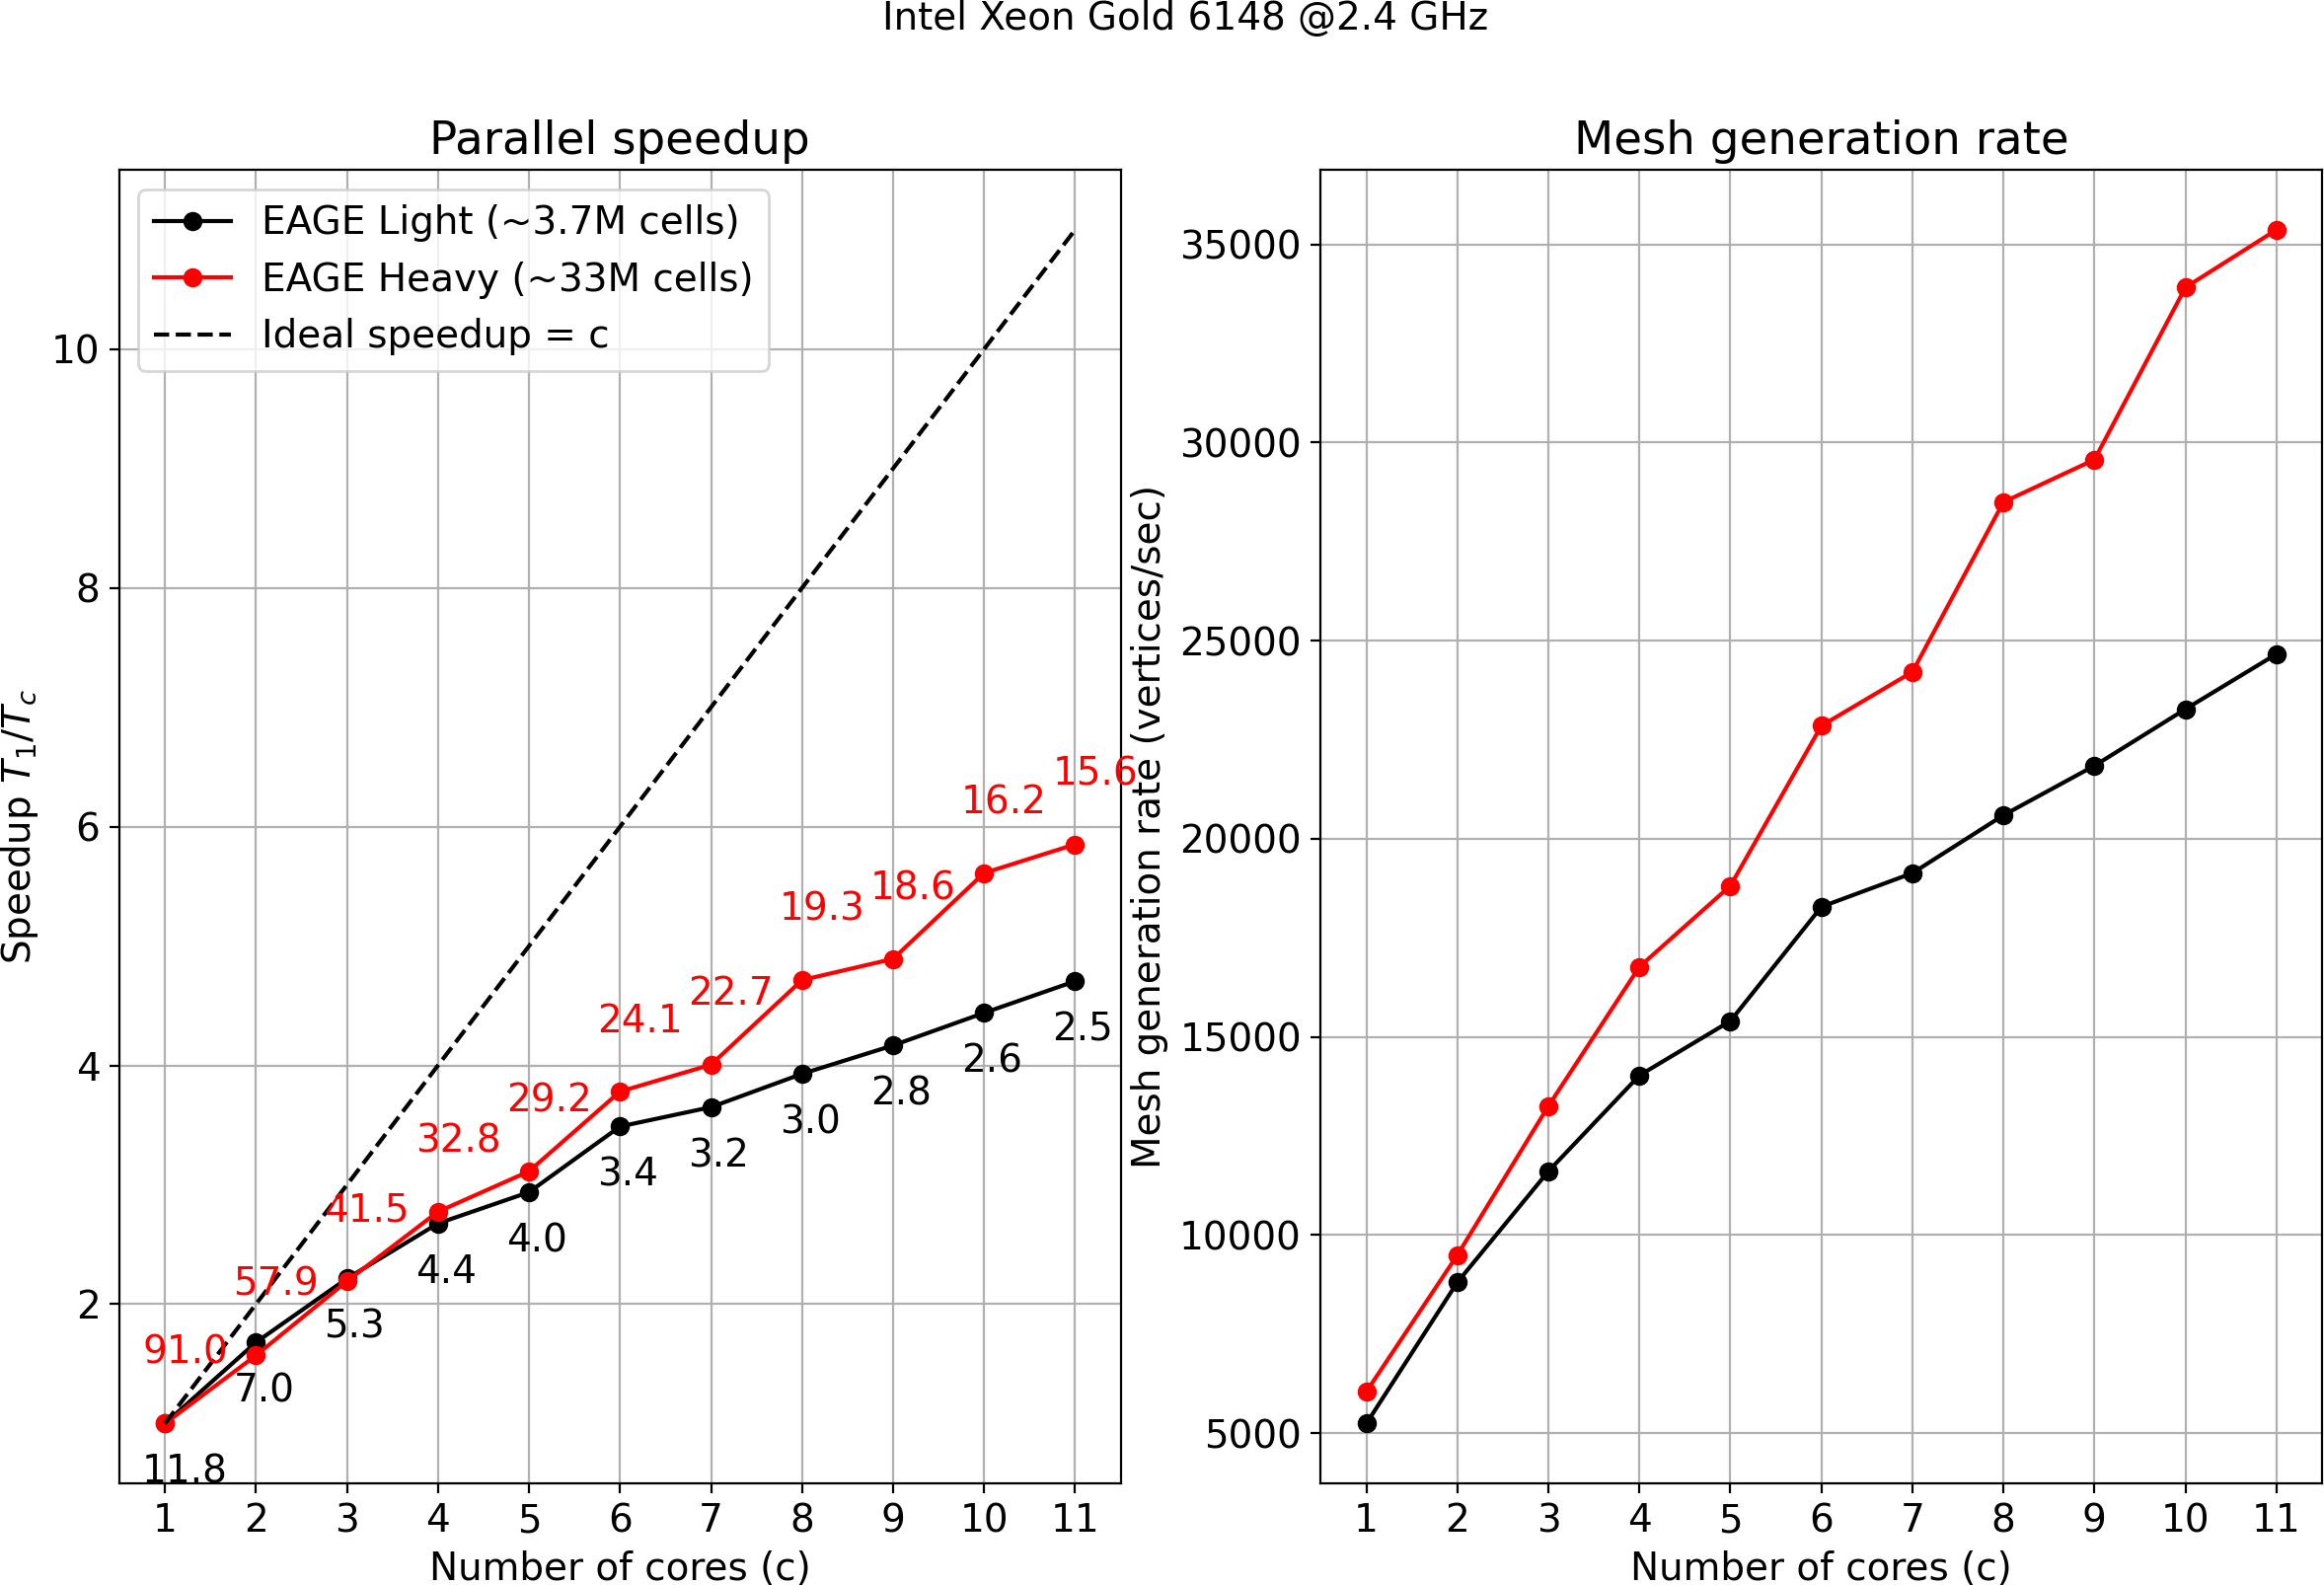 Intel Xeon Gold 6148 @2.4 GHz
Parallel speedup
EAGE Light (~3.7M cells)
EAGE Heavy (~33M cells)
Ideal speedup = c
Speedup T₁/T_c
10
8
6
4
2
91.0
57.9
41.5
32.8
29.2
24.1
22.7
19.3
18.6
16.2
15.6
11.8
7.0
5.3
4.4
4.0
3.4
3.2
3.0
2.8
2.6
2.5
1 2 3 4 5 6 7 8 9 10 11
Number of cores (c)
Mesh generation rate
Mesh generation rate (vertices/sec)
35000
30000
25000
20000
15000
10000
5000
1 2 3 4 5 6 7 8 9 10 11
Number of cores (c)